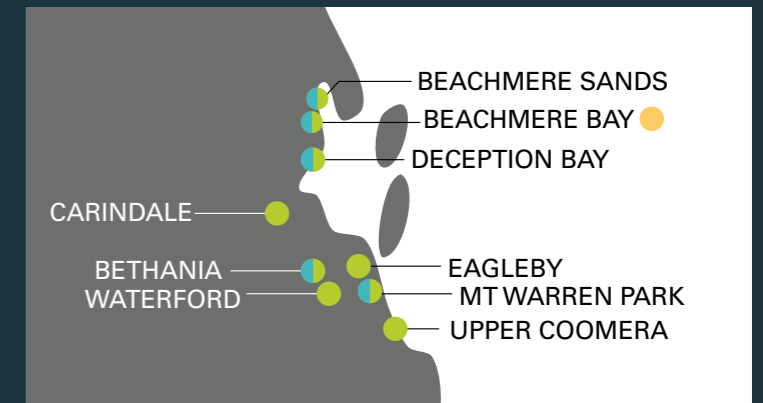 BEACHMERE SANDS
BEACHMERE BAY
DECEPTION BAY
CARINDALE
BETHANIA
WATERFORD
EAGLEBY
MT WARREN PARK
UPPER COOMERA